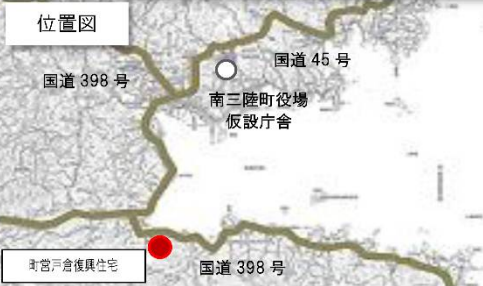 位置図
国道 45 号
国道 398 号
南三陸町役場
仮設庁舎
町営戸倉復興住宅
国道 398 号